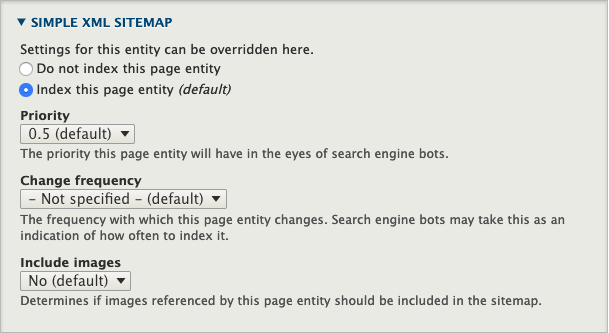 SIMPLE XML SITEMAP
Settings for this entity can be overridden here.
Do not index this page entity
Index this page entity (default)
Priority
0.5 (default)
The priority this page entity will have in the eyes of search engine bots.
Change frequency
– Not specified – (default)
The frequency with which this page entity changes. Search engine bots may take this as an
indication of how often to index it.
Include images
No (default)
Determines if images referenced by this page entity should be included in the sitemap.